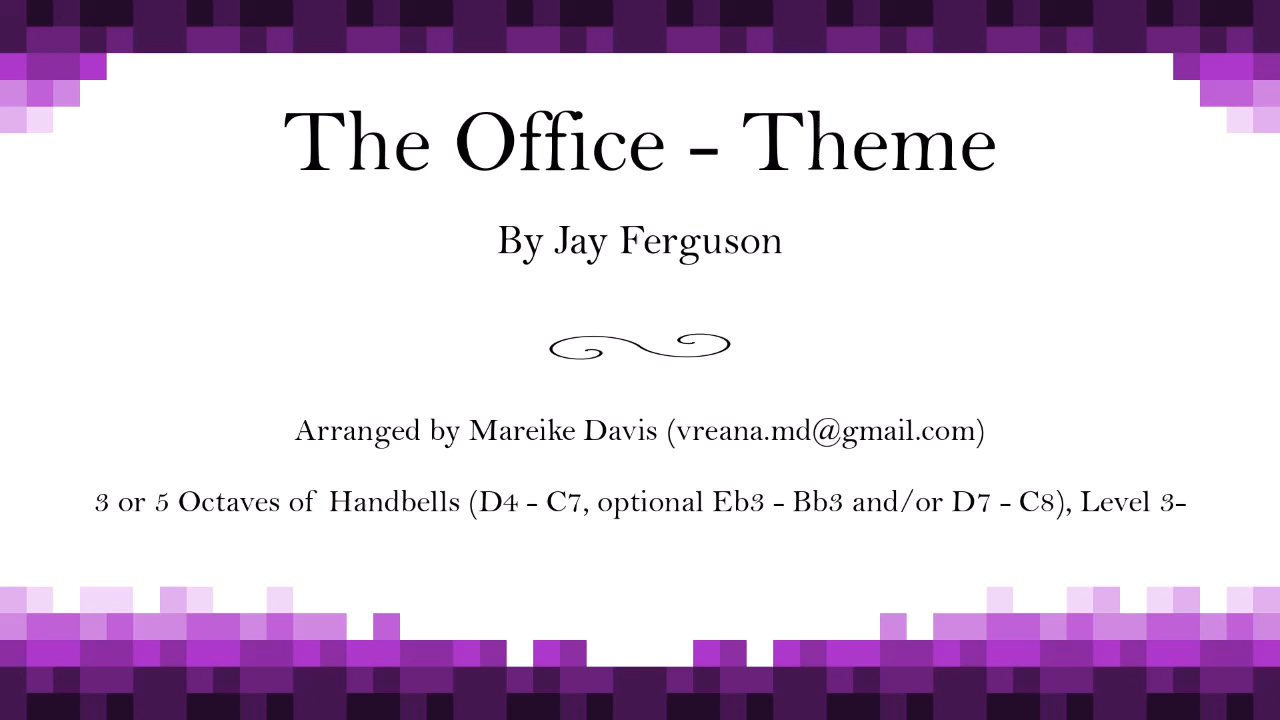 The Office - Theme
By Jay Ferguson
Arranged by Mareike Davis (vreana.md@gmail.com)
3 or 5 Octaves of Handbells (D4 - C7, optional Eb3 - Bb3 and/or D7 - C8), Level 3-